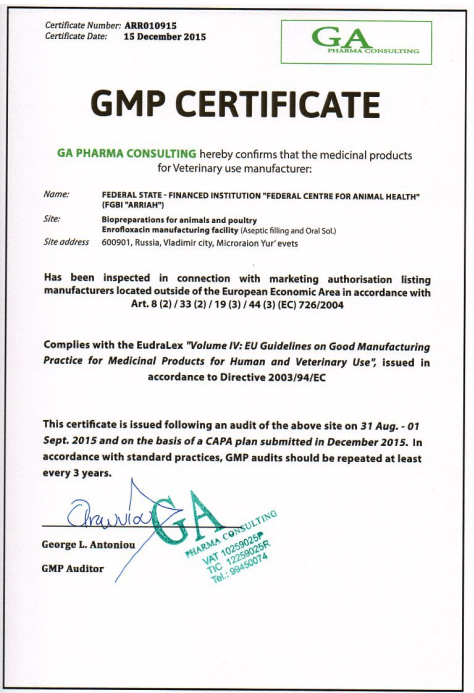 Certificate Number: ARR010915
Certificate Date: 15 December 2015
GA
PHARMA CONSULTING
GMP CERTIFICATE
GA PHARMA CONSULTING hereby confirms that the medicinal products
for Veterinary use manufacturer:
Name: FEDERAL STATE - FINANCED INSTITUTION "FEDERAL CENTRE FOR ANIMAL HEALTH"
(FGBI "ARRIAH")
Site: Biopreparations for animals and poultry
Enrofloxacin manufacturing facility (Aseptic filling and Oral Sol.)
Site address 600901, Russia, Vladimir city, Microraion Yur' evets
Has been inspected in connection with marketing authorisation listing
manufacturers located outside of the European Economic Area in accordance with
Art. 8 (2) / 33 (2) / 19 (3) / 44 (3) (EC) 726/2004
Complies with the EudraLex "Volume IV: EU Guidelines on Good Manufacturing
Practice for Medicinal Products for Human and Veterinary Use", issued in
accordance to Directive 2003/94/EC
This certificate is issued following an audit of the above site on 31 Aug. - 01
Sept. 2015 and on the basis of a CAPA plan submitted in December 2015. In
accordance with standard practices, GMP audits should be repeated at least
every 3 years.
GA
PHARMA CONSULTING
VAT 10259025P
TIC 12259025R
Tel.: 99450074
George L. Antoniou
GMP Auditor